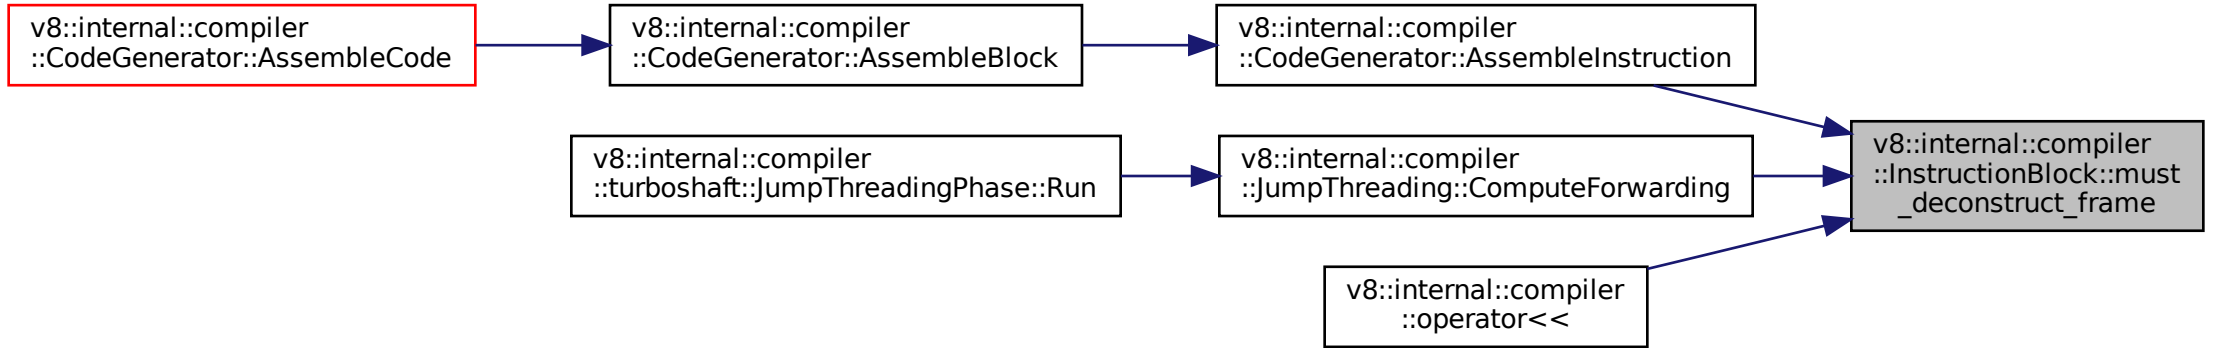 v8::internal::compiler
::CodeGenerator::AssembleCode
v8::internal::compiler
::CodeGenerator::AssembleBlock
v8::internal::compiler
::CodeGenerator::AssembleInstruction
v8::internal::compiler
::turboshaft::JumpThreadingPhase::Run
v8::internal::compiler
::JumpThreading::ComputeForwarding
v8::internal::compiler
::InstructionBlock::must
_deconstruct_frame
v8::internal::compiler
::operator<<